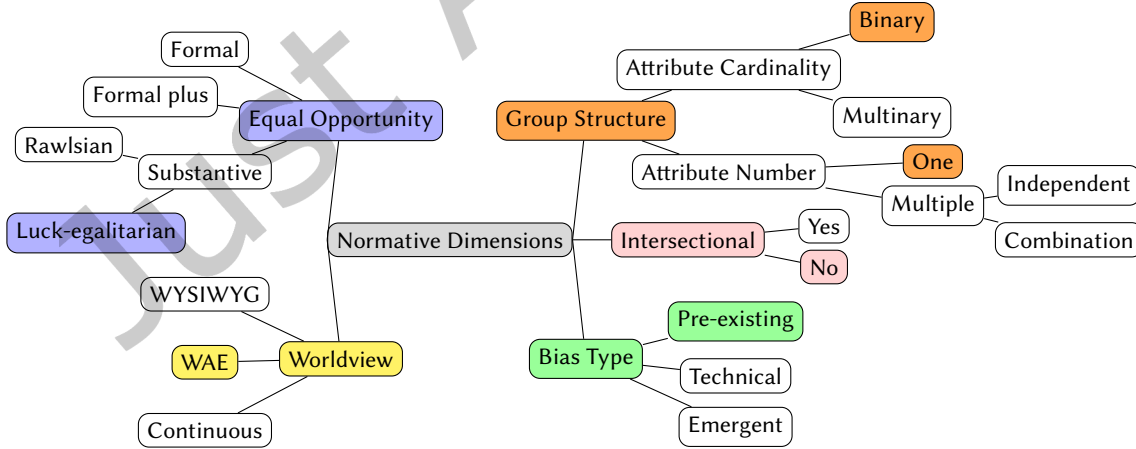 Just A
Formal
Formal plus
Equal Opportunity
Rawlsian
Substantive
Luck-egalitarian
Normative Dimensions
WYSIWYG
WAE
Worldview
Continuous
Binary
Attribute Cardinality
Group Structure
Multinary
Attribute Number
One
Multiple
Independent
Combination
Intersectional
Yes
No
Pre-existing
Bias Type
Technical
Emergent